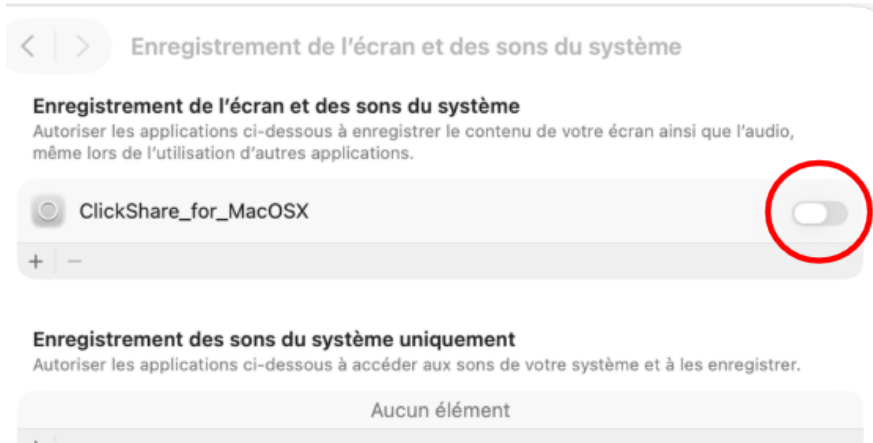 Enregistrement de l'écran et des sons du système
Enregistrement de l'écran et des sons du système
Autoriser les applications ci-dessous à enregistrer le contenu de votre écran ainsi que l'audio,
même lors de l'utilisation d'autres applications.
ClickShare_for_MacOSX
+ −
Enregistrement des sons du système uniquement
Autoriser les applications ci-dessous à accéder aux sons de votre système et à les enregistrer.
Aucun élément